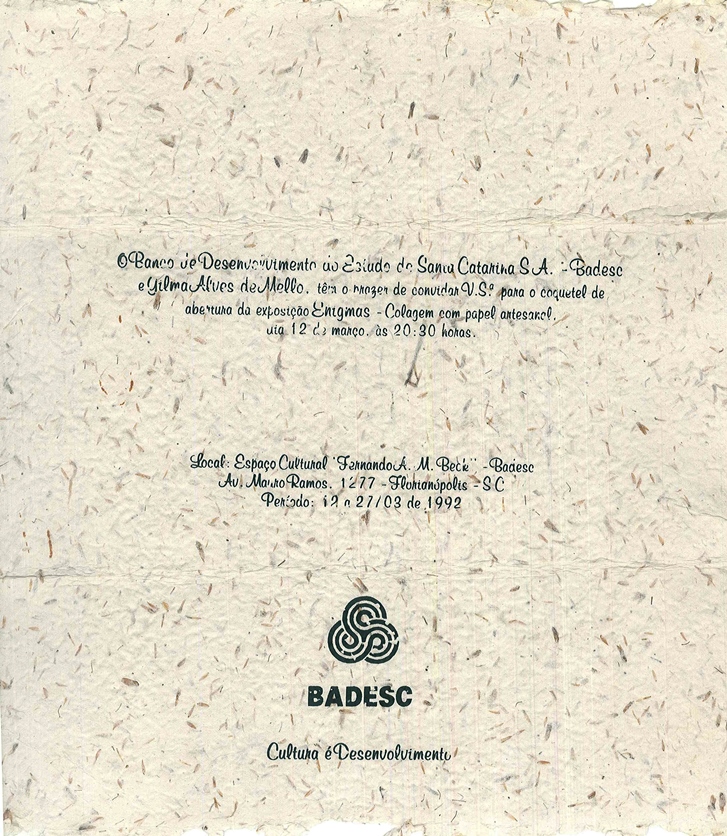 O Banco de Desenvolvimento do Estado de Santa Catarina S.A. - Badesc
e Yilma Alves de Mello, têm o prazer de convidar V.Sª para o coquetel de
abertura da exposição Enigmas - Colagem com papel artesanal,
dia 12 de março, às 20:30 horas.
Local: Espaço Cultural "Fernando A. M. Beck" - Badesc
Av. Mauro Ramos, 1277 - Florianópolis - SC
Período: 12 a 27/03 de 1992
BADESC
Cultura é Desenvolvimento